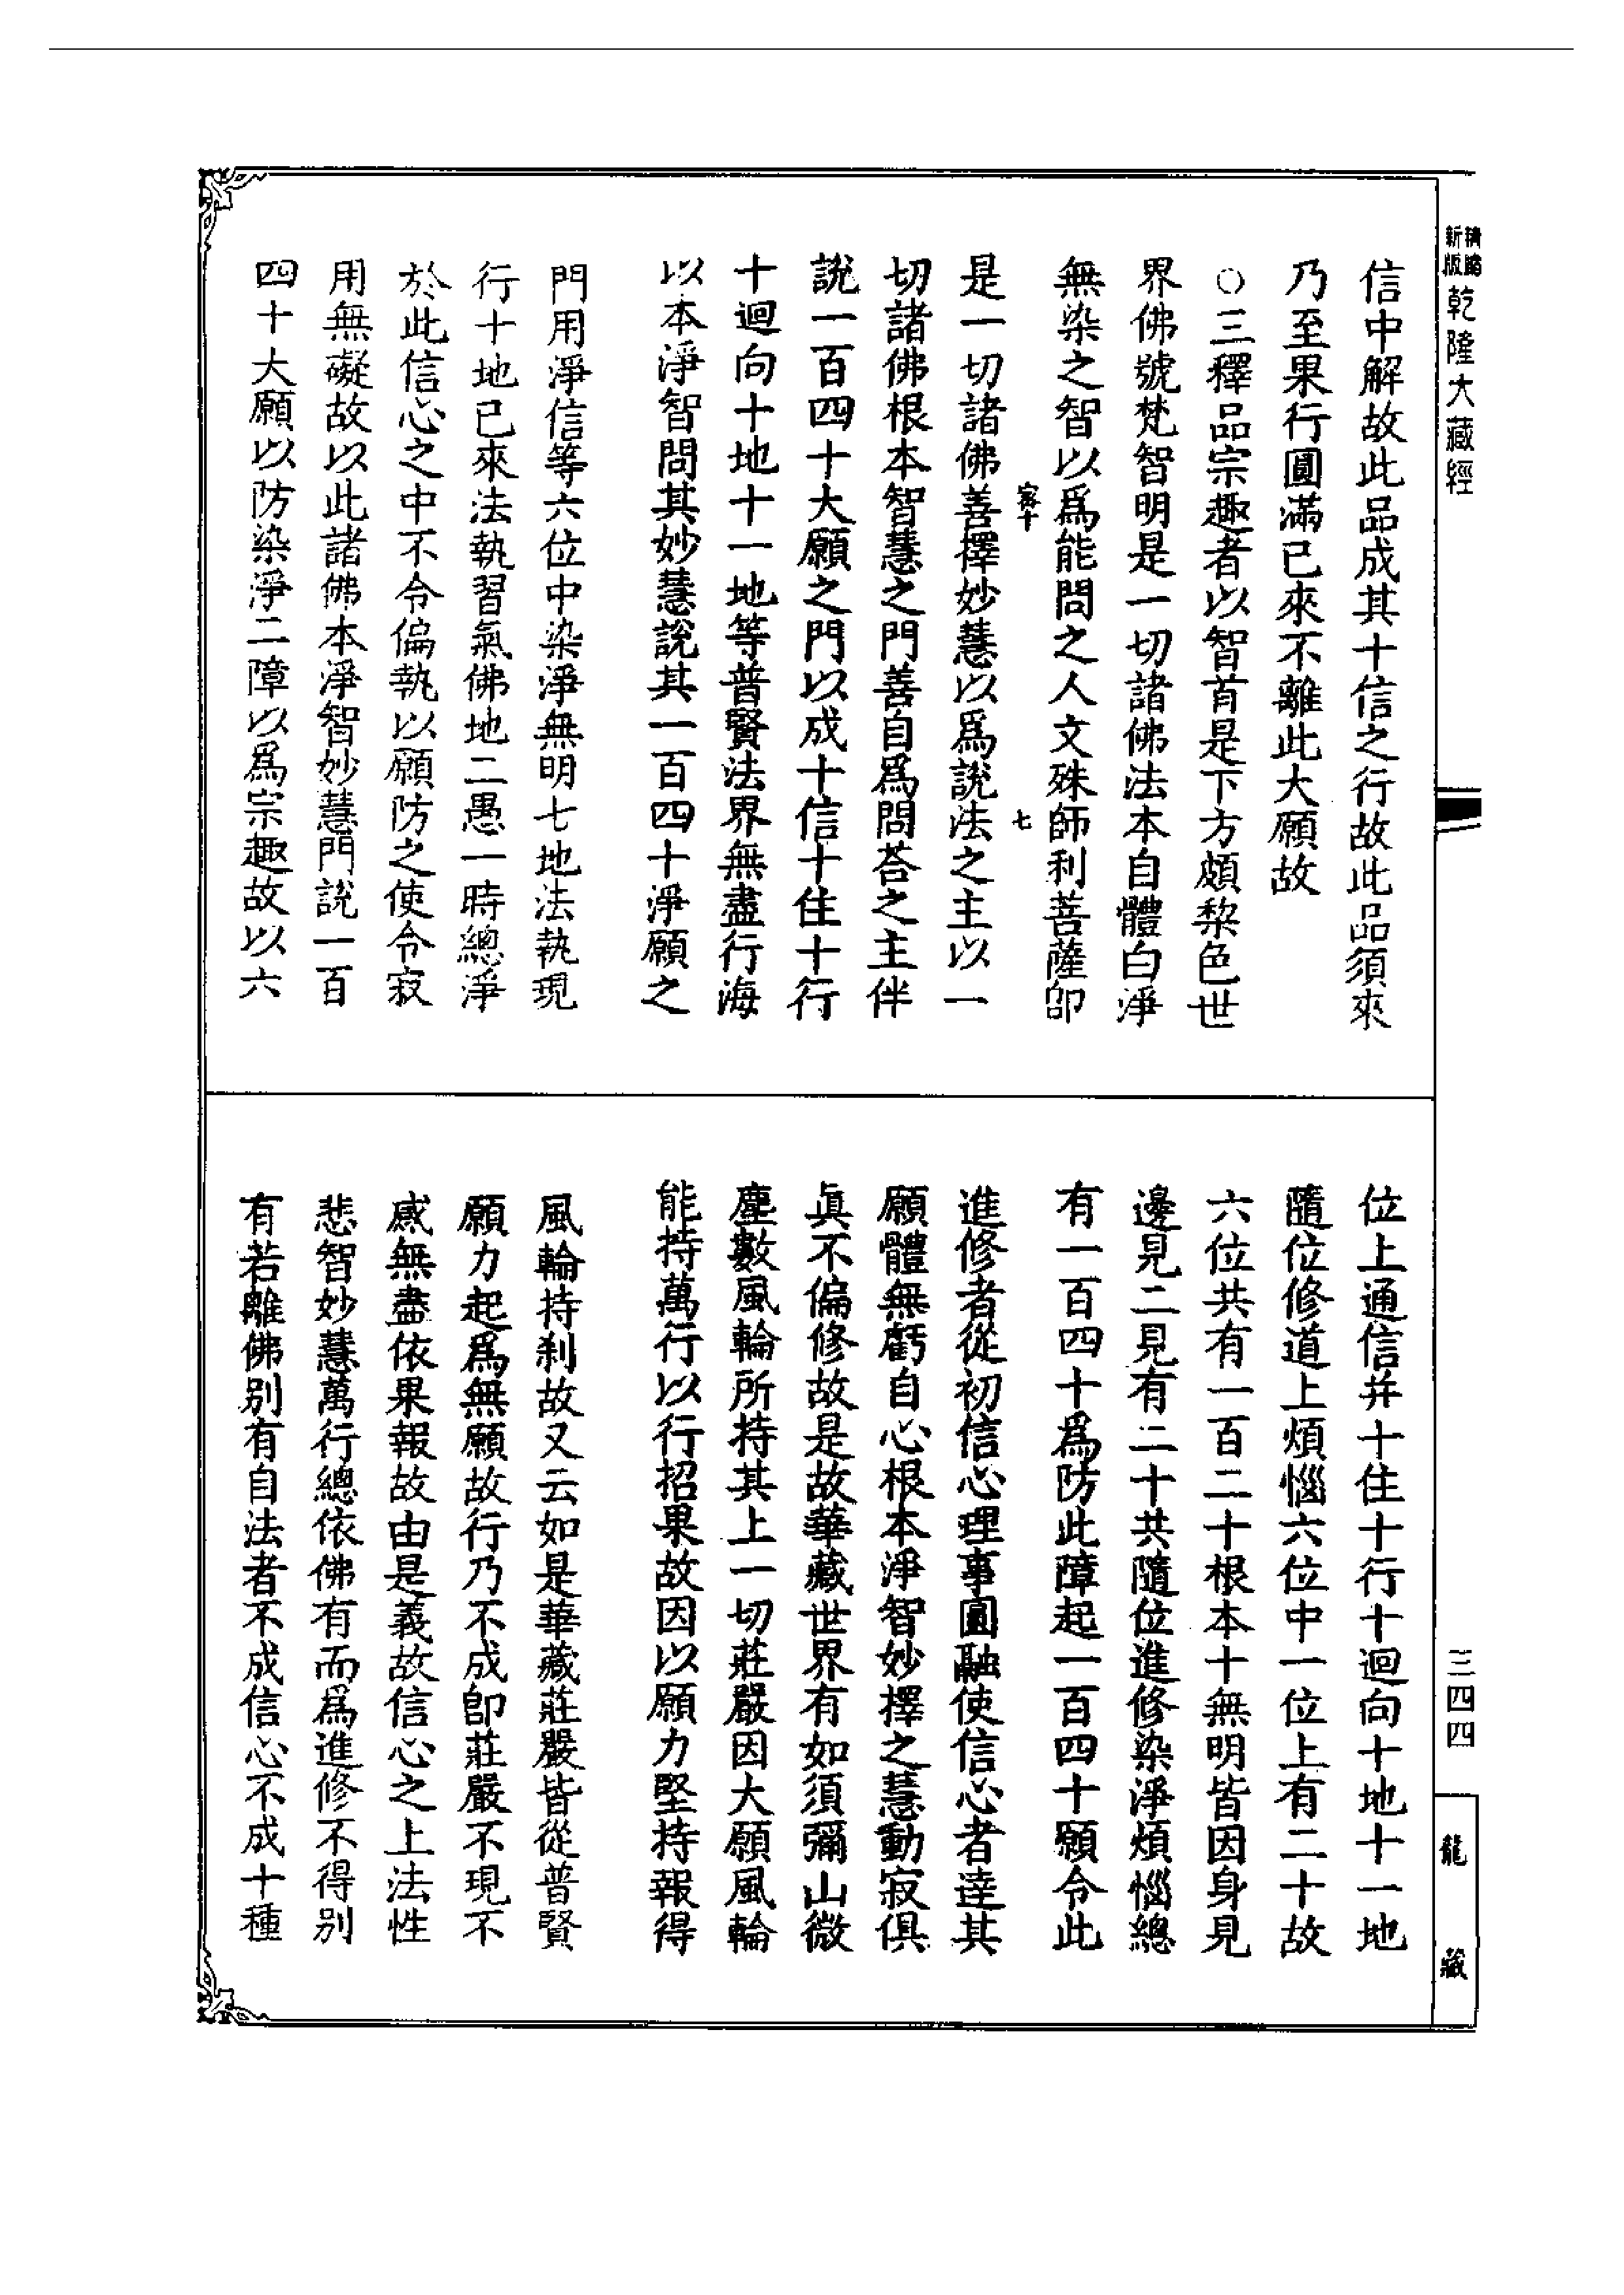 新版
乾隆大藏經
三四四
龍藏
信中解故此品成其十信之行故此品須來
乃至果行圓滿已來不離此大願故
○三釋品宗趣者以智首是下方頗棃色世
界佛號梵智明是一切諸佛法本自體白淨
無染之智以爲能問之人文殊師利菩薩卽
七
是一切諸佛善擇妙慧以爲說法之主以一
切諸佛根本智慧之門善自爲問荅之主伴
說一百四十大願之門以成十信十住十行
十迴向十地十一地等普賢法界無盡行海
以本淨智問其妙慧說其一百四十淨願之
門用淨信等六位中染淨無明七地法執現
行十地已來法執習氣佛地二愚一時總淨
於此信心之中不令偏執以願防之使令寂
用無礙故以此諸佛本淨智妙慧門說一百
四十大願以防染淨二障以爲宗趣故以六
位上通信并十住十行十迴向十地十一地
隨位修道上煩惱六位中一位上有二十故
六位共有一百二十根本十無明皆因身見
邊見二見有二十共隨位進修染淨煩惱總
有一百四十爲防此障起一百四十願令此
進修者從初信心理事圓融使信心者達其
願體無虧自心根本淨智妙擇之慧動寂俱
眞不偏修故是故華藏世界有如須彌山微
塵數風輪所持其上一切莊嚴因大願風輪
能持萬行以行招果故因以願力堅持報得
風輪持刹故又云如是華藏莊嚴皆從普賢
願力起爲無願故行乃不成卽莊嚴不現不
感無盡依果報故由是義故信心之上法性
悲智妙慧萬行總依佛有而爲進修不得別
有若離佛別有自法者不成信心不成十種